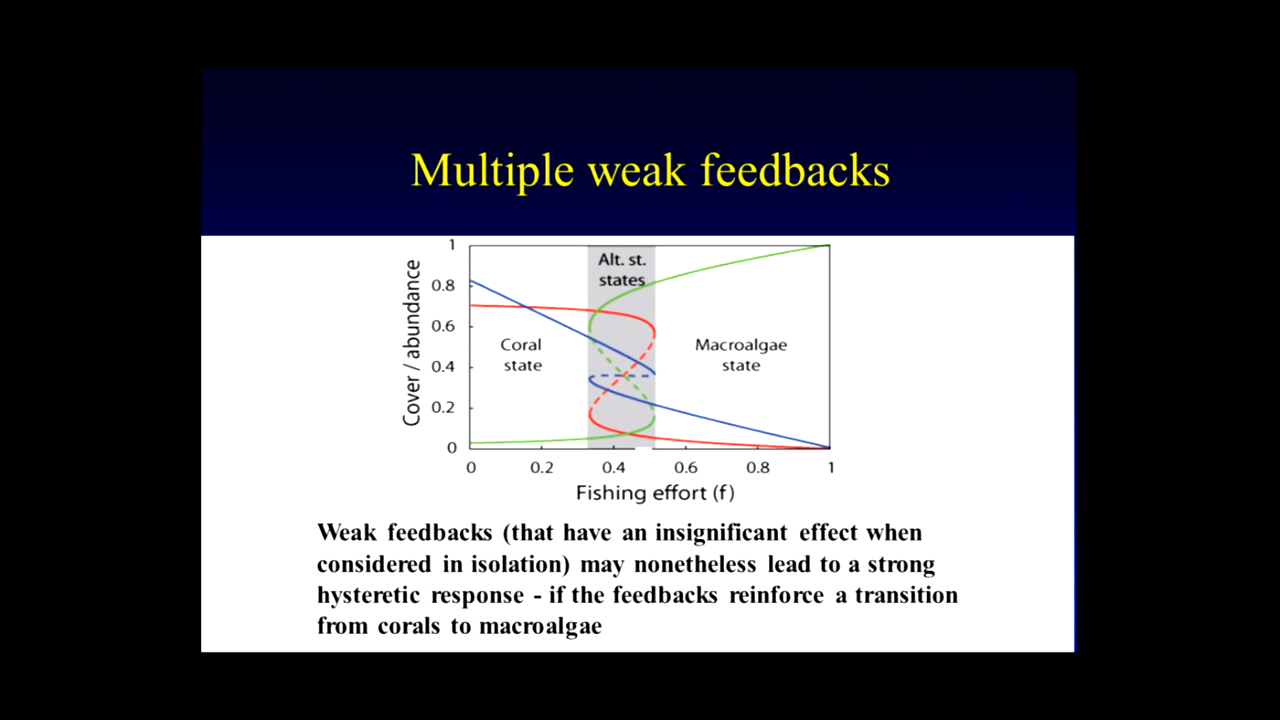 Multiple weak feedbacks
Alt. st.
states
Coral
state
Macroalgae
state
Cover / abundance
1
0.8
0.6
0.4
0.2
0
0 0.2 0.4 0.6 0.8 1
Fishing effort (f)
Weak feedbacks (that have an insignificant effect when
considered in isolation) may nonetheless lead to a strong
hysteretic response - if the feedbacks reinforce a transition
from corals to macroalgae